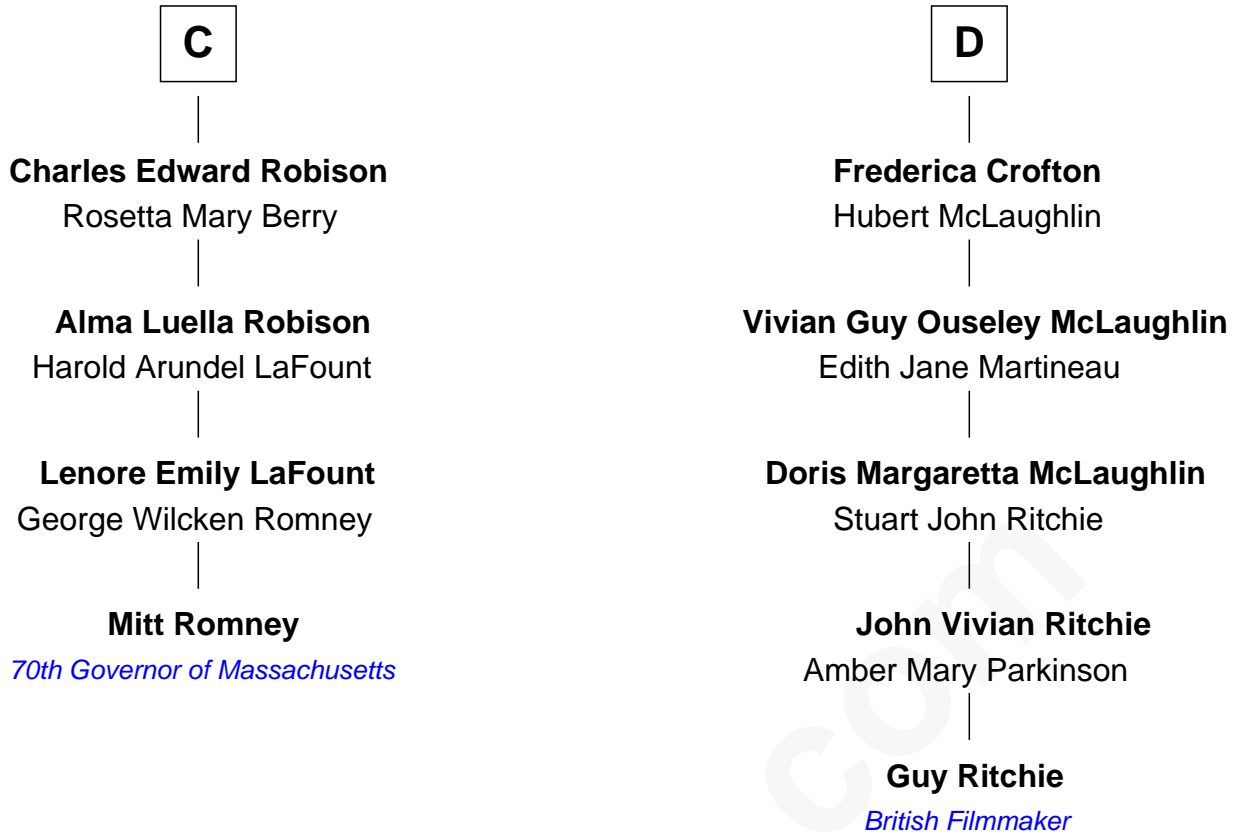 C
Charles Edward Robison
Rosetta Mary Berry
Alma Luella Robison
Harold Arundel LaFount
Lenore Emily LaFount
George Wilcken Romney
Mitt Romney
70th Governor of Massachusetts
D
Frederica Crofton
Hubert McLaughlin
Vivian Guy Ouseley McLaughlin
Edith Jane Martineau
Doris Margaretta McLaughlin
Stuart John Ritchie
John Vivian Ritchie
Amber Mary Parkinson
Guy Ritchie
British Filmmaker
com